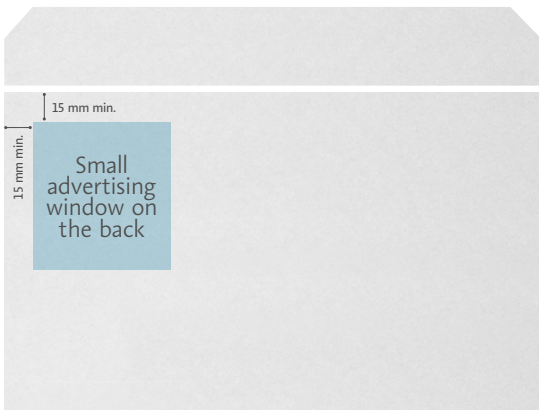 15 mm min.
15 mm min.
Small
advertising
window on
the back